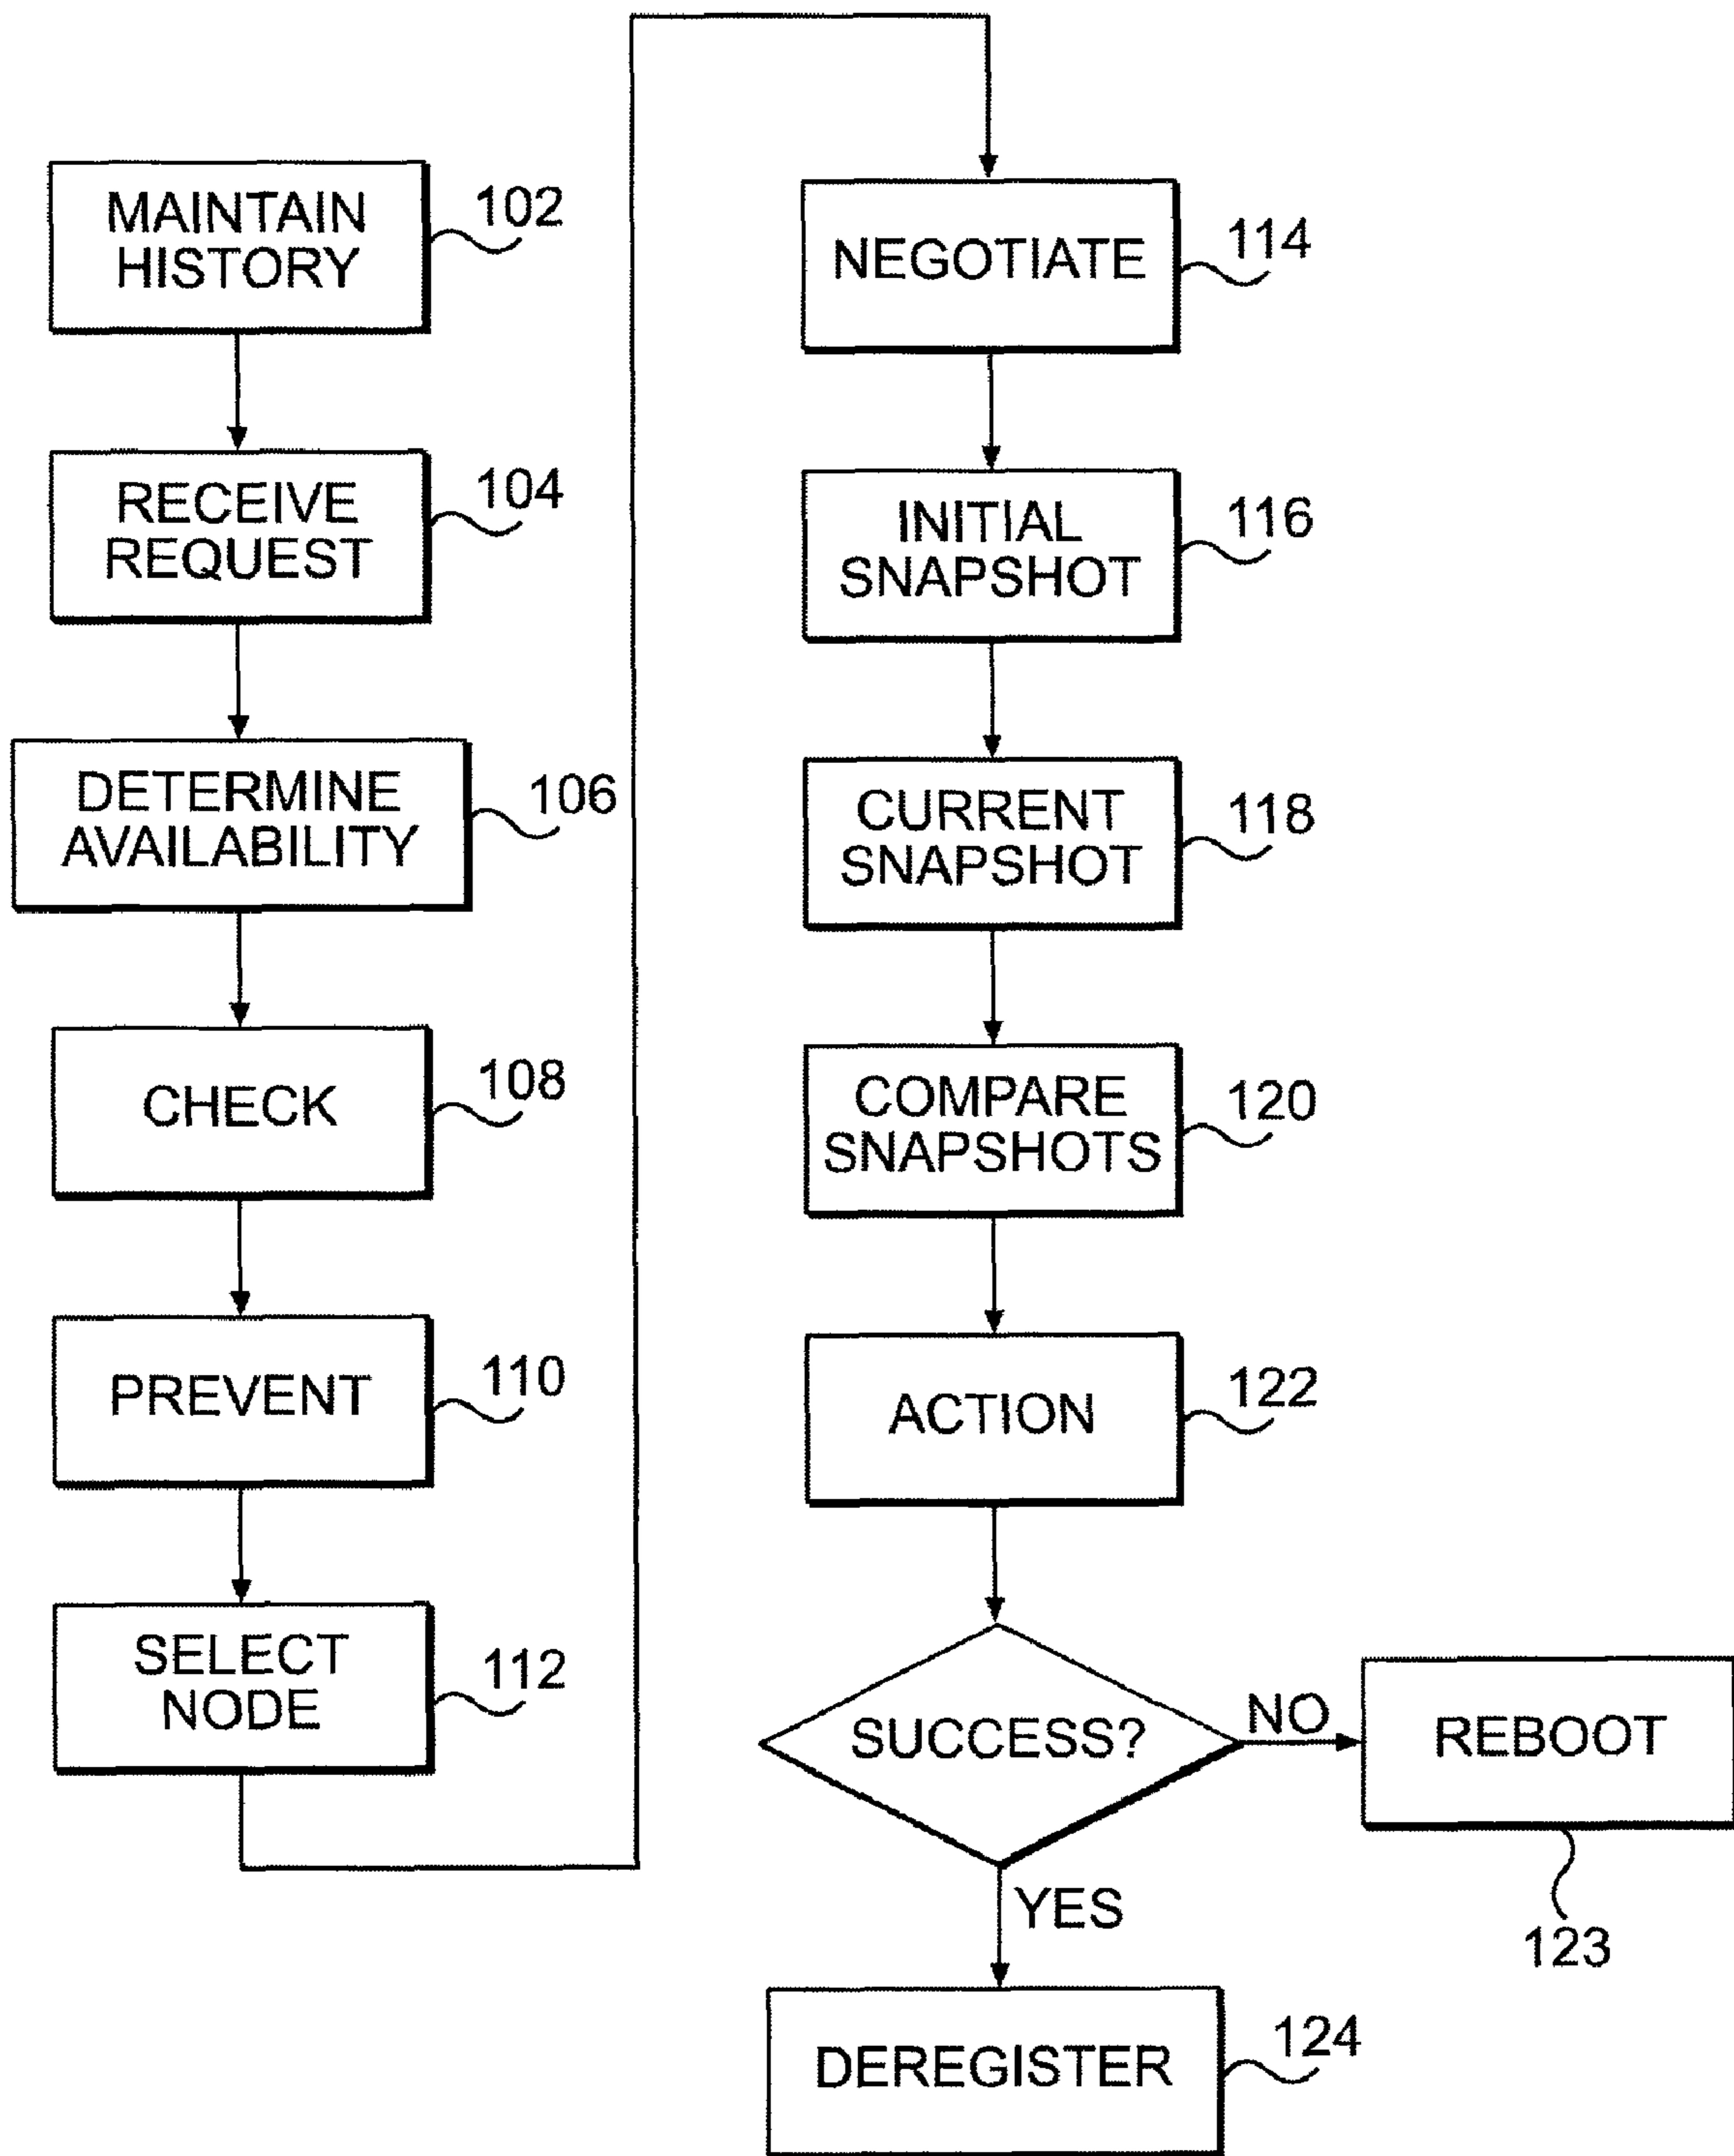 MAINTAIN
HISTORY
102
RECEIVE
REQUEST
104
DETERMINE
AVAILABILITY
106
CHECK
108
PREVENT
110
SELECT
NODE
112
NEGOTIATE
114
INITIAL
SNAPSHOT
116
CURRENT
SNAPSHOT
118
COMPARE
SNAPSHOTS
120
ACTION
122
SUCCESS?
NO
REBOOT
123
YES
DEREGISTER
124